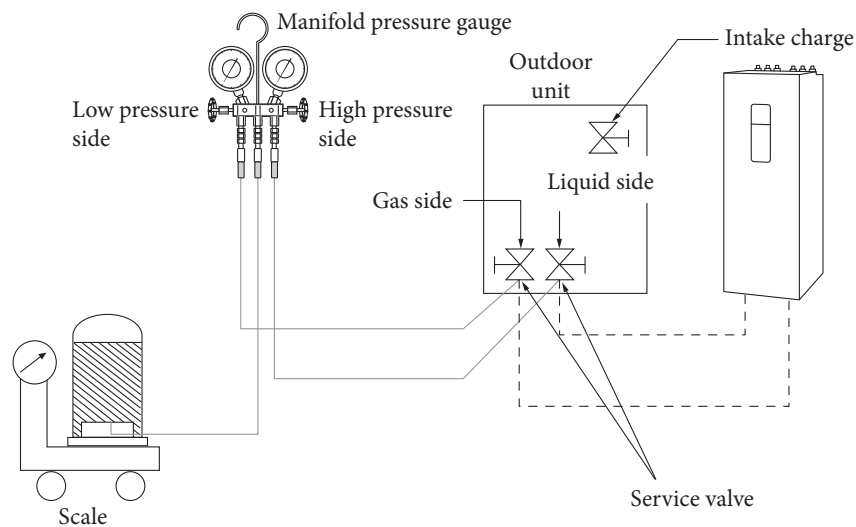 Manifold pressure gauge
Intake charge
Outdoor
unit
Low pressure
side
High pressure
side
Liquid side
Gas side
Service valve
Scale